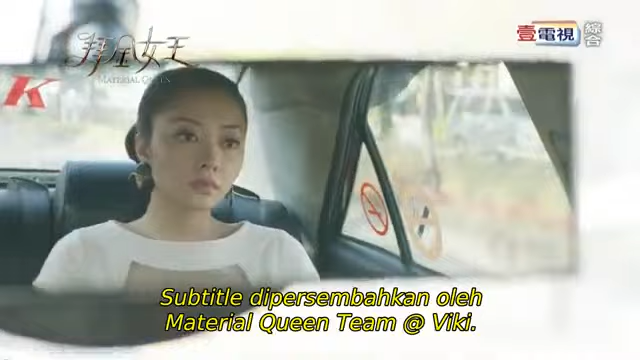 拜金女王
MATERIAL QUEEN
壹電視
綜合
K
Subtitle dipersembahkan oleh
Material Queen Team @ Viki.